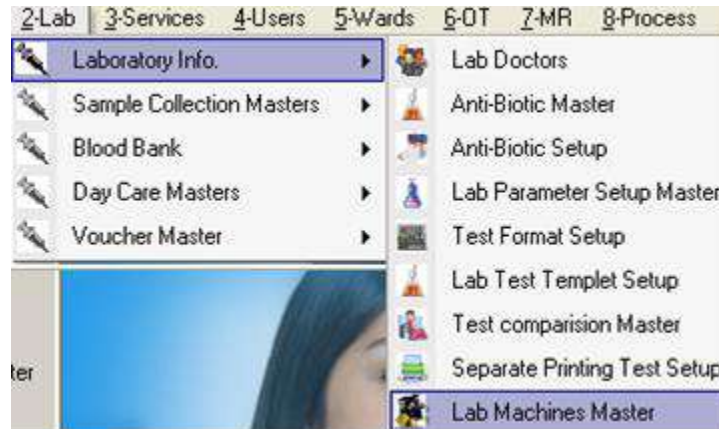 2-Lab 3-Services 4-Users 5-Wards 6-OT 7-MR 8-Process
Laboratory Info.
Sample Collection Masters
Blood Bank
Day Care Masters
Voucher Master
Lab Doctors
Anti-Biotic Master
Anti-Biotic Setup
Lab Parameter Setup Master
Test Format Setup
Lab Test Templet Setup
Test comparision Master
Separate Printing Test Setup
Lab Machines Master
ter